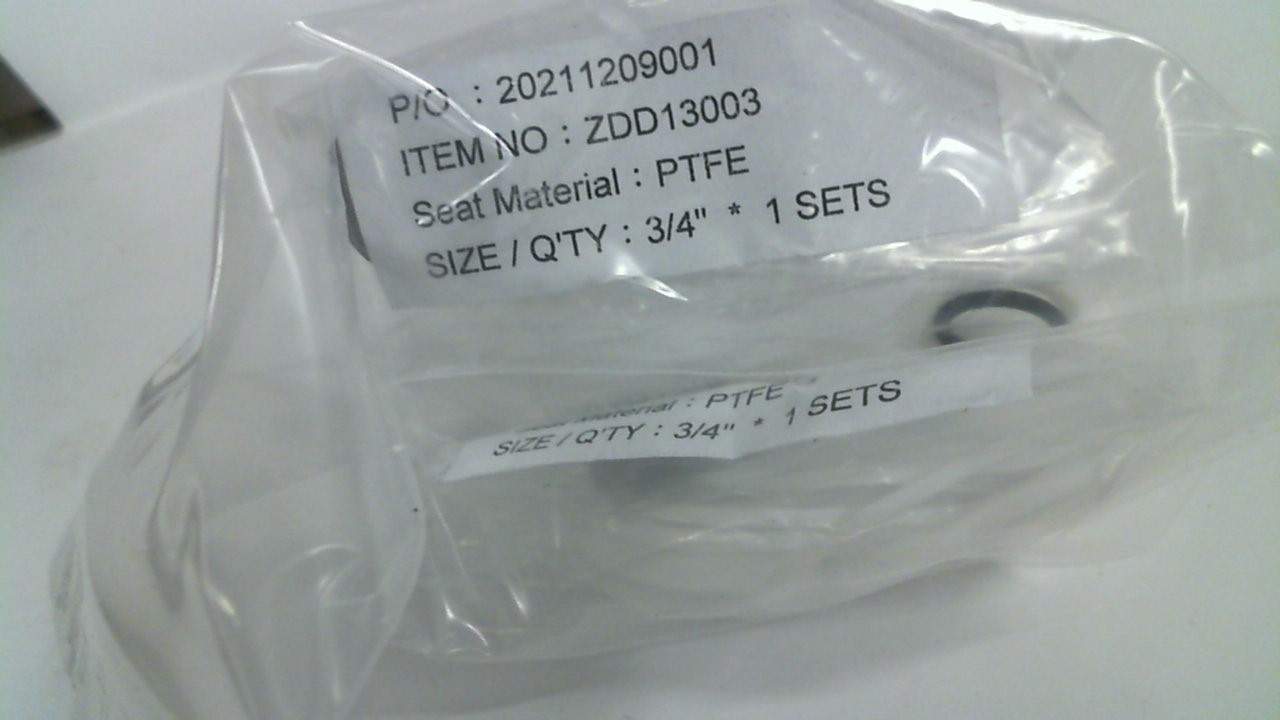 P/O : 20211209001
ITEM NO : ZDD13003
Seat Material : PTFE
SIZE / Q'TY : 3/4" * 1 SETS
Material : PTFE
SIZE / Q'TY : 3/4" * 1 SETS